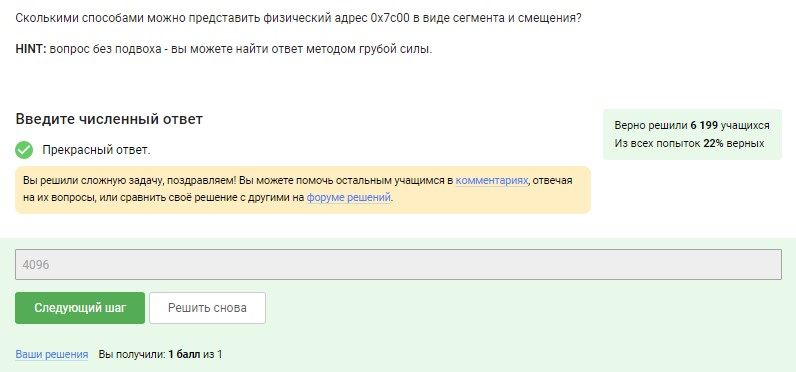 Сколькими способами можно представить физический адрес 0x7c00 в виде сегмента и смещения?
HINT: вопрос без подвоха - вы можете найти ответ методом грубой силы.
Введите численный ответ
Верно решили 6 199 учащихся
Из всех попыток 22% верных
Прекрасный ответ.
Вы решили сложную задачу, поздравляем! Вы можете помочь остальным учащимся в комментариях, отвечая
на их вопросы, или сравнить своё решение с другими на форуме решений.
4096
Следующий шаг
Решить снова
Ваши решения Вы получили: 1 балл из 1